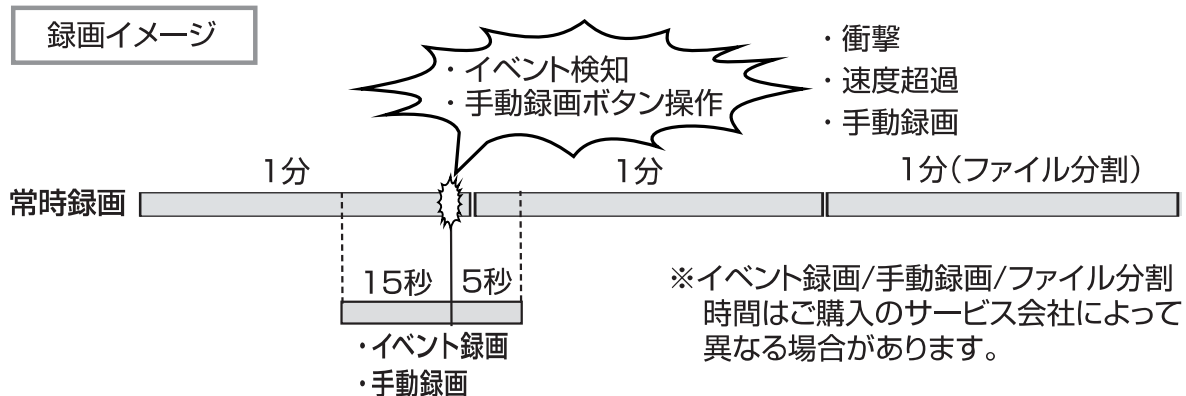 録画イメージ
・イベント検知
・手動録画ボタン操作
・衝撃
・速度超過
・手動録画
1分
1分
1分(ファイル分割)
常時録画
15秒
5秒
・イベント録画
・手動録画
※イベント録画/手動録画/ファイル分割
時間はご購入のサービス会社によって
異なる場合があります。